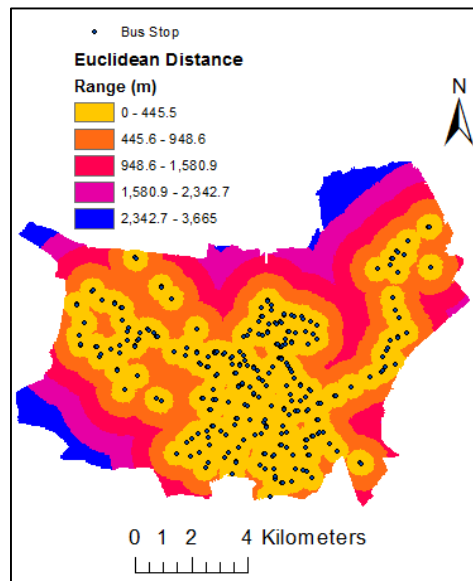 Bus Stop
Euclidean Distance
Range (m)
0 - 445.5
445.6 - 948.6
948.6 - 1,580.9
1,580.9 - 2,342.7
2,342.7 - 3,665
N
0 1 2 4 Kilometers